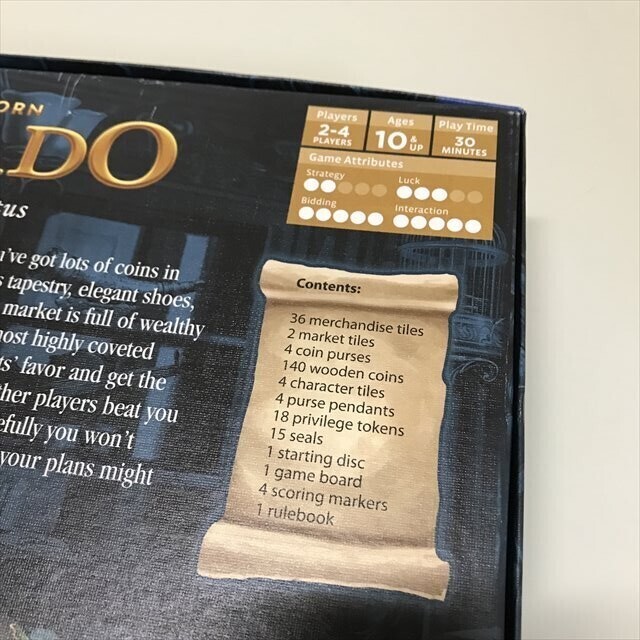 ORN
DO
tus
've got lots of coins in
tapestry, elegant shoes,
market is full of wealthy
most highly coveted
ts' favor and get the
ther players beat you
efully you won't
your plans might
Players
2-4
PLAYERS
Ages
10 & UP
Play Time
30
MINUTES
Game Attributes
Strategy
Luck
Bidding
Interaction
Contents:
36 merchandise tiles
2 market tiles
4 coin purses
140 wooden coins
4 character tiles
4 purse pendants
18 privilege tokens
15 seals
1 starting disc
1 game board
4 scoring markers
1 rulebook